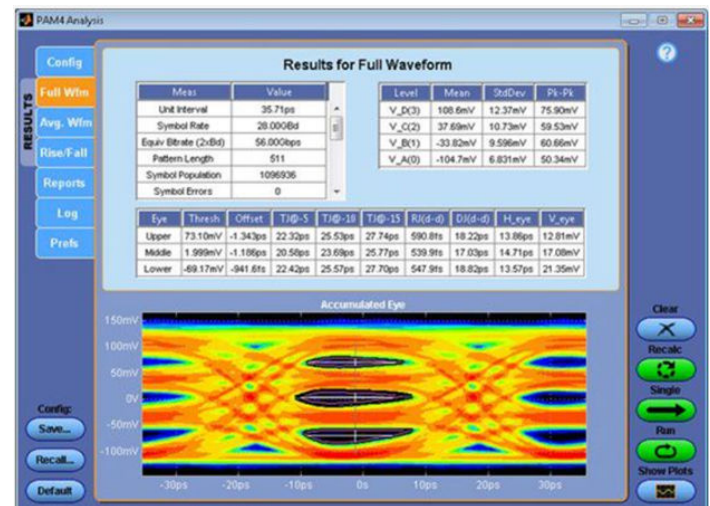 PAM4 Analysis
Config
Full Wfm
Avg. Wfm
Rise/Fall
Reports
Log
Prefs
RESULTS
Results for Full Waveform
Meas Value
Unit Interval 35.71ps
Symbol Rate 28.00GBd
Equiv Bitrate (2xBd) 56.00Gbps
Pattern Length 511
Symbol Population 1096936
Symbol Errors 0
Level Mean StdDev Pk-Pk
V_D(3) 108.6mV 12.37mV 75.90mV
V_C(2) 37.69mV 10.73mV 59.53mV
V_B(1) -33.82mV 9.596mV 60.66mV
V_A(0) -104.7mV 6.831mV 50.34mV
Eye Thresh Offset TJ@-5 TJ@-10 TJ@-15 RJ(d-d) DJ(d-d) H_eye V_eye
Upper 73.10mV -1.343ps 22.32ps 25.53ps 27.74ps 590.8fs 18.22ps 13.86ps 12.81mV
Middle 1.999mV -1.186ps 20.58ps 23.69ps 25.77ps 539.9fs 17.03ps 14.71ps 17.08mV
Lower -69.17mV -941.6fs 22.42ps 25.57ps 27.70ps 547.9fs 18.82ps 13.57ps 21.35mV
Accumulated Eye
150mV
100mV
50mV
0V
-50mV
-100mV
-30ps -20ps -10ps 0s 10ps 20ps 30ps
Config:
Save...
Recall...
Default
?
Clear
Recalc
Single
Run
Show Plots